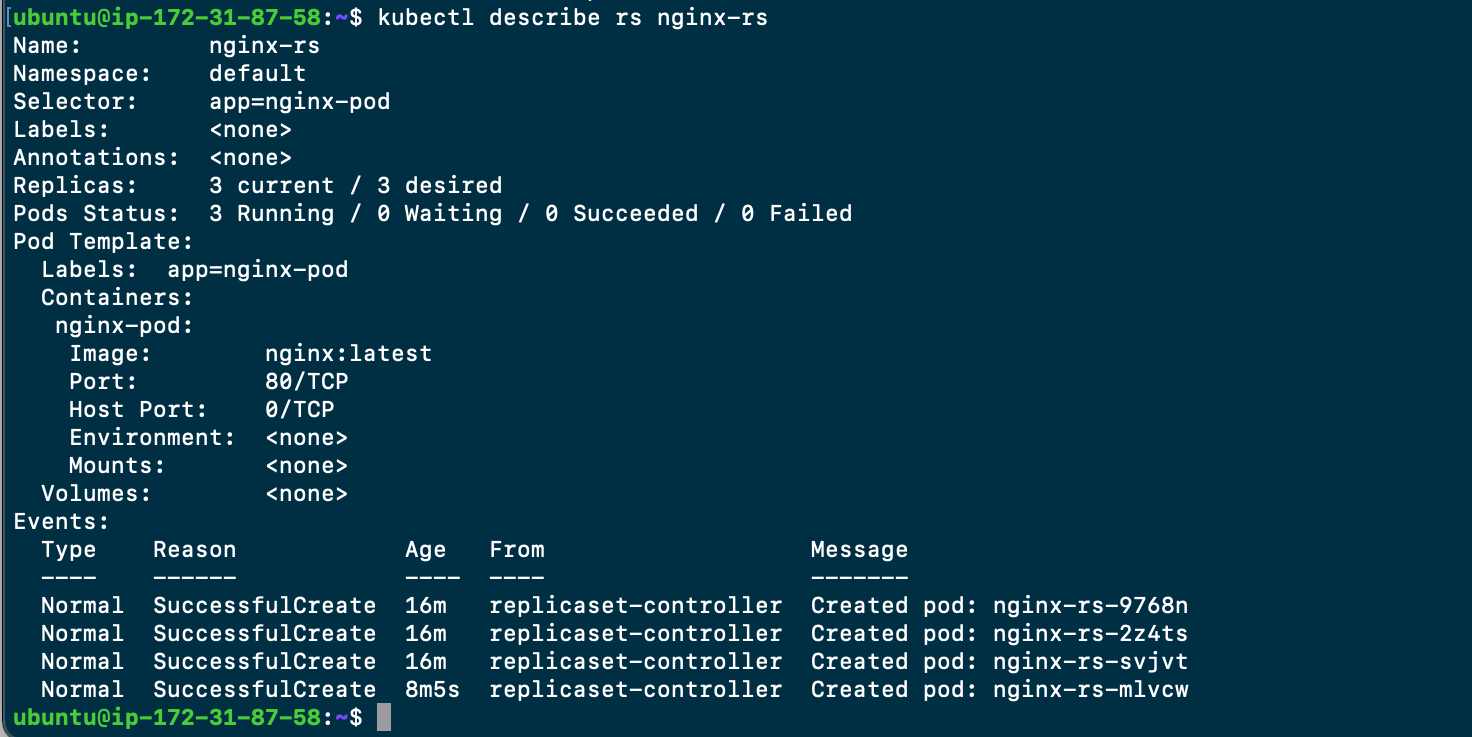 [ubuntu@ip-172-31-87-58:~$ kubectl describe rs nginx-rs
Name:         nginx-rs
Namespace:    default
Selector:     app=nginx-pod
Labels:       <none>
Annotations:  <none>
Replicas:     3 current / 3 desired
Pods Status:  3 Running / 0 Waiting / 0 Succeeded / 0 Failed
Pod Template:
  Labels:  app=nginx-pod
  Containers:
   nginx-pod:
    Image:        nginx:latest
    Port:         80/TCP
    Host Port:    0/TCP
    Environment:  <none>
    Mounts:       <none>
  Volumes:        <none>
Events:
  Type    Reason            Age   From                   Message
  ----    ------            ----  ----                   -------
  Normal  SuccessfulCreate  16m   replicaset-controller  Created pod: nginx-rs-9768n
  Normal  SuccessfulCreate  16m   replicaset-controller  Created pod: nginx-rs-2z4ts
  Normal  SuccessfulCreate  16m   replicaset-controller  Created pod: nginx-rs-svjvt
  Normal  SuccessfulCreate  8m5s  replicaset-controller  Created pod: nginx-rs-mlvcw
ubuntu@ip-172-31-87-58:~$